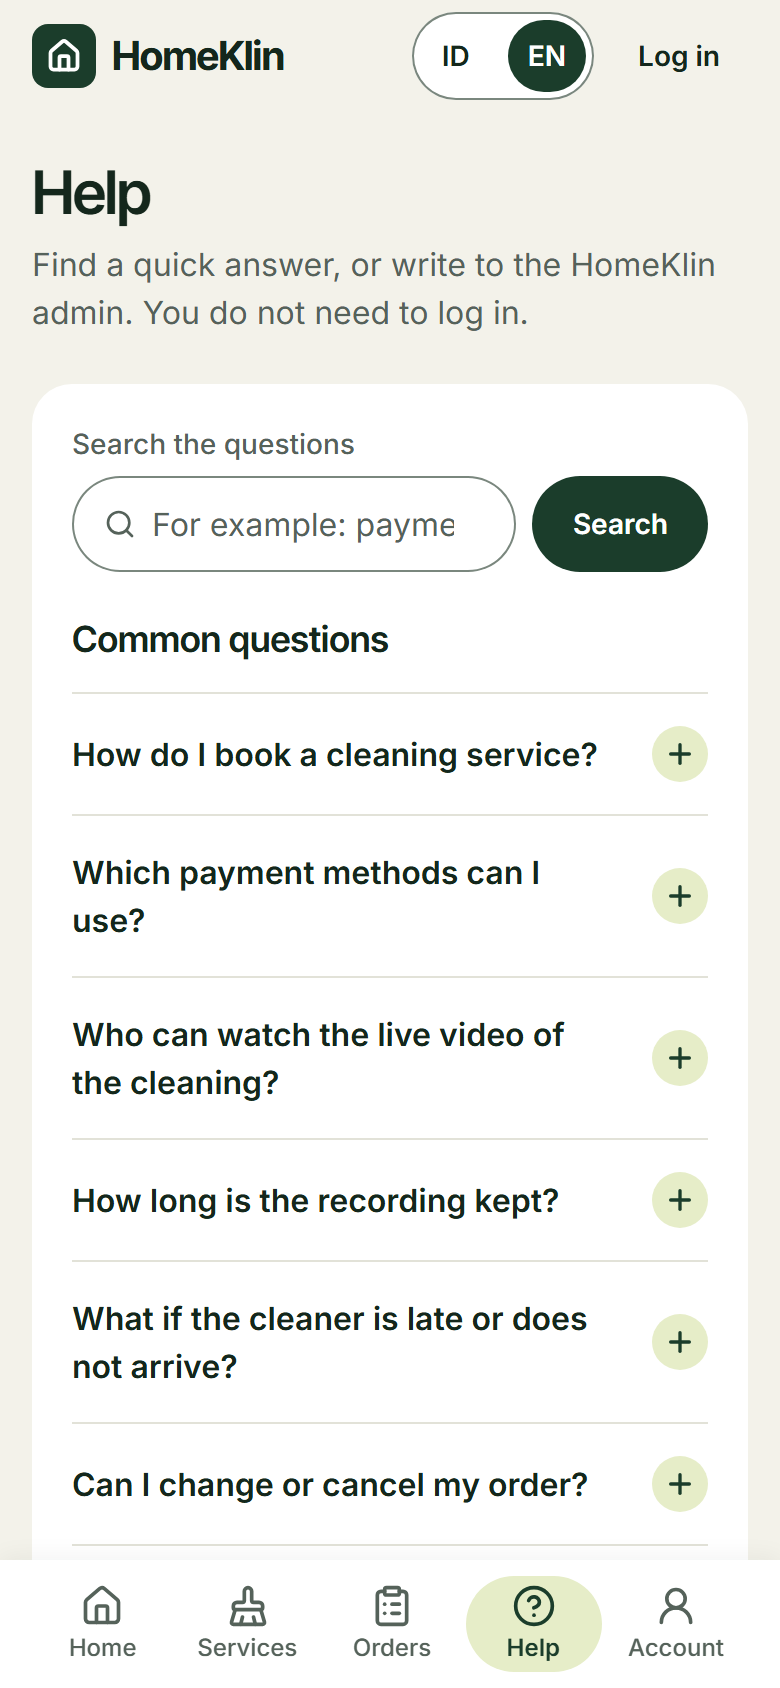 HomeKlin
ID
EN
Log in
Help
Find a quick answer, or write to the HomeKlin
admin. You do not need to log in.
Search the questions
For example: payme
Search
Common questions
How do I book a cleaning service?
Which payment methods can I
use?
Who can watch the live video of
the cleaning?
How long is the recording kept?
What if the cleaner is late or does
not arrive?
Can I change or cancel my order?
Home
Services
Orders
Help
Account